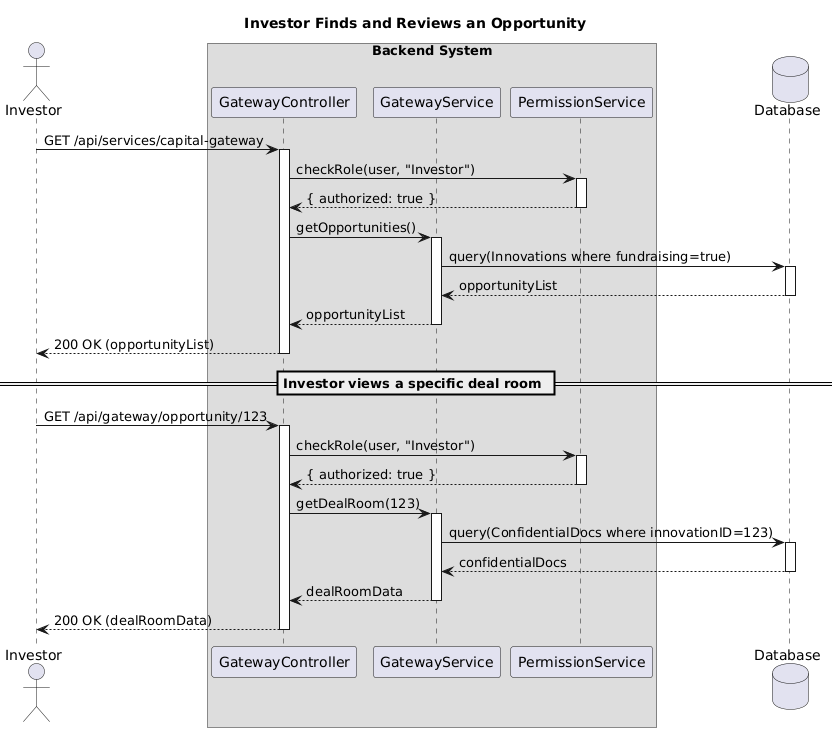 Investor Finds and Reviews an Opportunity
Backend System
Investor
GatewayController
GatewayService
PermissionService
Database
GET /api/services/capital-gateway
checkRole(user, "Investor")
{ authorized: true }
getOpportunities()
query(Innovations where fundraising=true)
opportunityList
opportunityList
200 OK (opportunityList)
Investor views a specific deal room
GET /api/gateway/opportunity/123
checkRole(user, "Investor")
{ authorized: true }
getDealRoom(123)
query(ConfidentialDocs where innovationID=123)
confidentialDocs
dealRoomData
200 OK (dealRoomData)
Investor
GatewayController
GatewayService
PermissionService
Database